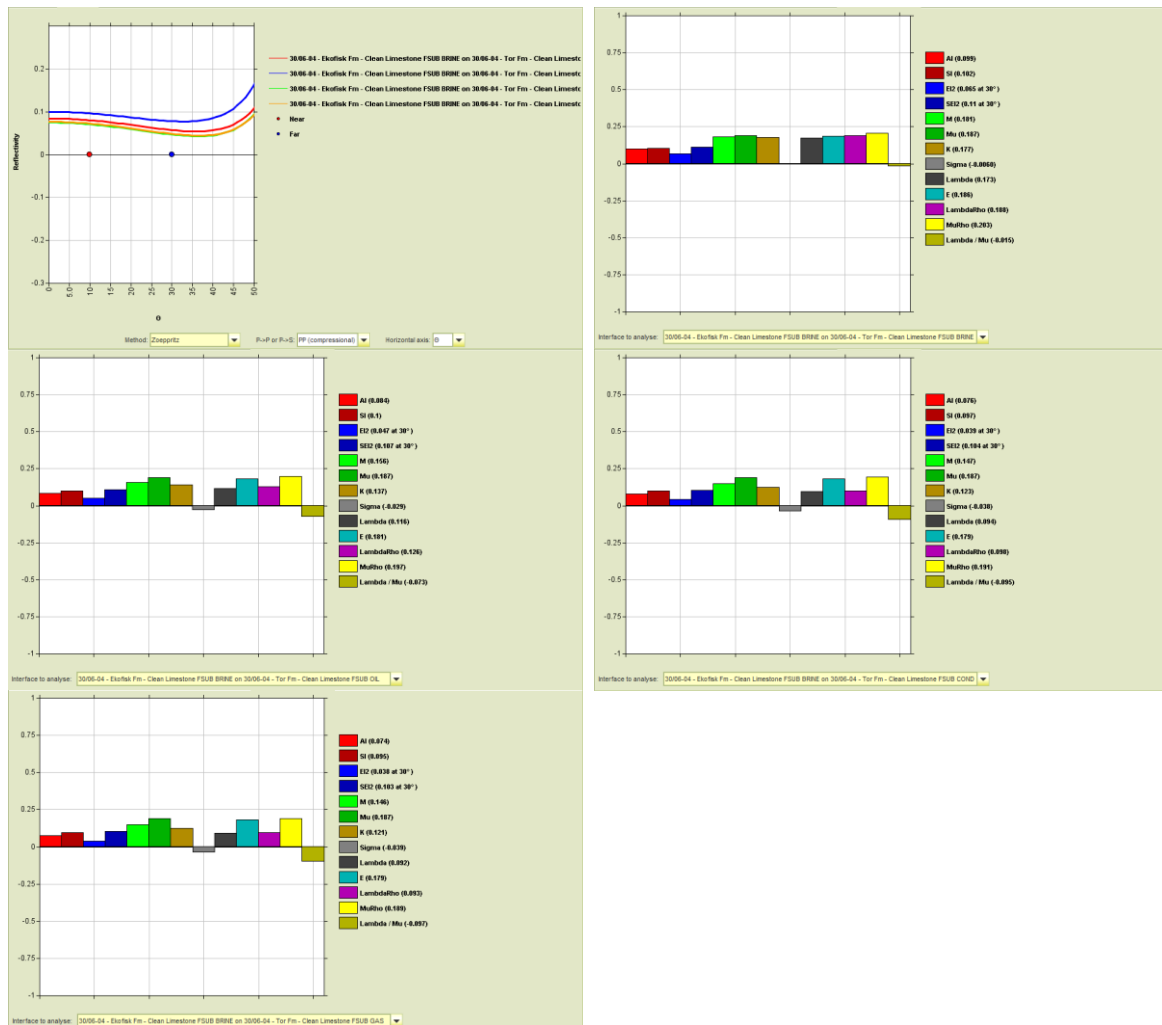 0.2
0.1
0
-0.1
-0.2
-0.3
Reflectivity
0 5.0 10 15 20 25 30 35 40 45 50
θ
30/06-04 - Ekofisk Fm - Clean Limestone FSUB BRINE on 30/06-04 - Tor Fm - Clean Limestc
30/06-04 - Ekofisk Fm - Clean Limestone FSUB BRINE on 30/06-04 - Tor Fm - Clean Limestc
30/06-04 - Ekofisk Fm - Clean Limestone FSUB BRINE on 30/06-04 - Tor Fm - Clean Limestc
30/06-04 - Ekofisk Fm - Clean Limestone FSUB BRINE on 30/06-04 - Tor Fm - Clean Limestc
Near
Far
Method: Zoeppritz P->P or P->S: PP (compressional) Horizontal axis: Θ
1
0.75
0.5
0.25
0
-0.25
-0.5
-0.75
-1
AI (0.099)
SI (0.102)
EI2 (0.065 at 30°)
SEI2 (0.11 at 30°)
M (0.181)
Mu (0.187)
K (0.177)
Sigma (-0.0060)
Lambda (0.173)
E (0.186)
LambdaRho (0.188)
MuRho (0.203)
Lambda / Mu (-0.015)
Interface to analyse: 30/06-04 - Ekofisk Fm - Clean Limestone FSUB BRINE on 30/06-04 - Tor Fm - Clean Limestone FSUB BRINE
1
0.75
0.5
0.25
0
-0.25
-0.5
-0.75
-1
AI (0.084)
SI (0.1)
EI2 (0.047 at 30°)
SEI2 (0.107 at 30°)
M (0.156)
Mu (0.187)
K (0.137)
Sigma (-0.029)
Lambda (0.116)
E (0.181)
LambdaRho (0.126)
MuRho (0.197)
Lambda / Mu (-0.073)
Interface to analyse: 30/06-04 - Ekofisk Fm - Clean Limestone FSUB BRINE on 30/06-04 - Tor Fm - Clean Limestone FSUB OIL
1
0.75
0.5
0.25
0
-0.25
-0.5
-0.75
-1
AI (0.076)
SI (0.097)
EI2 (0.039 at 30°)
SEI2 (0.104 at 30°)
M (0.147)
Mu (0.187)
K (0.123)
Sigma (-0.038)
Lambda (0.094)
E (0.179)
LambdaRho (0.098)
MuRho (0.191)
Lambda / Mu (-0.095)
Interface to analyse: 30/06-04 - Ekofisk Fm - Clean Limestone FSUB BRINE on 30/06-04 - Tor Fm - Clean Limestone FSUB COND
1
0.75
0.5
0.25
0
-0.25
-0.5
-0.75
-1
AI (0.074)
SI (0.095)
EI2 (0.038 at 30°)
SEI2 (0.103 at 30°)
M (0.146)
Mu (0.187)
K (0.121)
Sigma (-0.039)
Lambda (0.092)
E (0.179)
LambdaRho (0.093)
MuRho (0.189)
Lambda / Mu (-0.097)
Interface to analyse: 30/06-04 - Ekofisk Fm - Clean Limestone FSUB BRINE on 30/06-04 - Tor Fm - Clean Limestone FSUB GAS